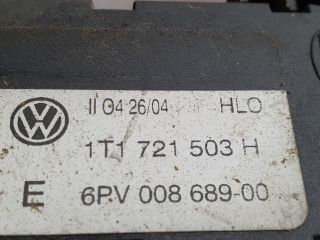 II 04 26/04 HLO
1T1 721 503 H
E 6PV 008 689-00